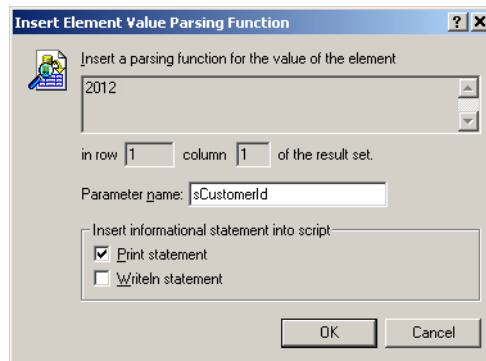 Insert Element Value Parsing Function
Insert a parsing function for the value of the element
2012
in row 1 column 1 of the result set.
Parameter name: sCustomerId
Insert informational statement into script
Print statement
Writeln statement
OK Cancel